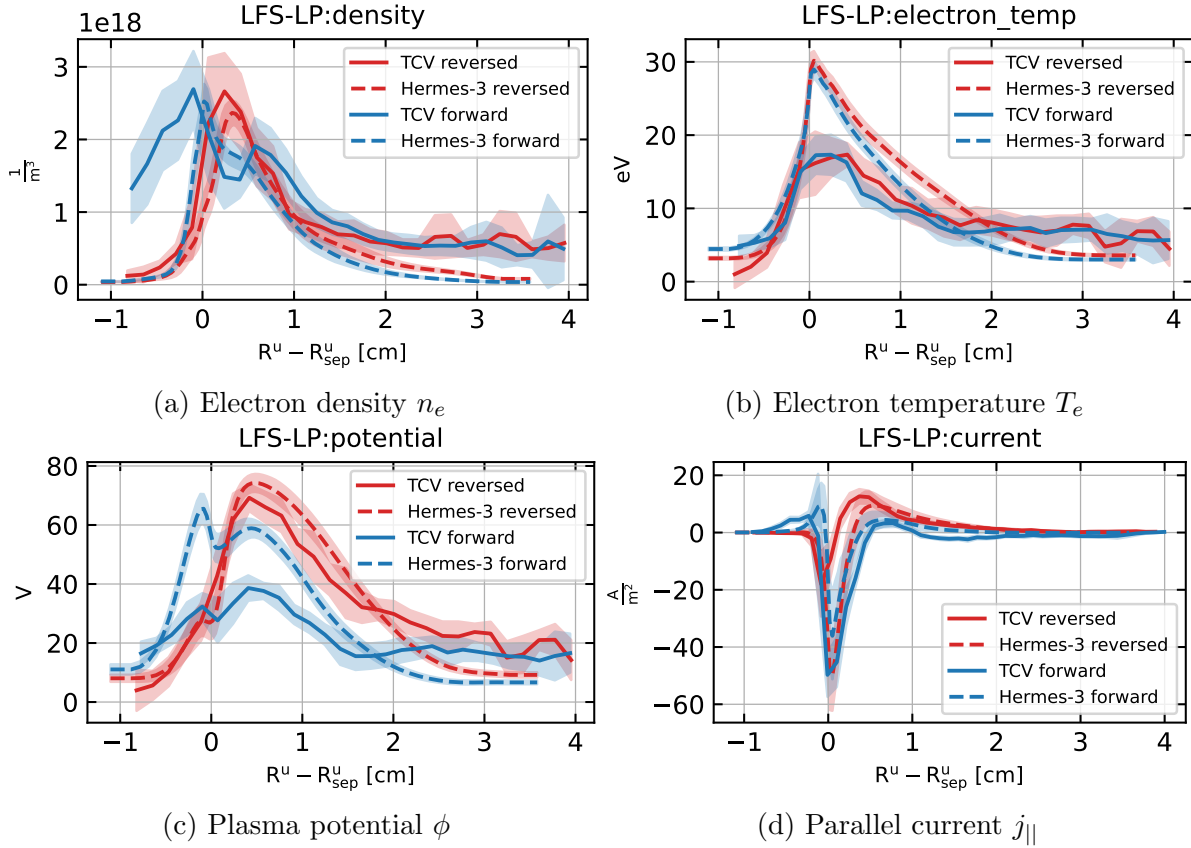 LFS-LP:density
1e18
TCV reversed
Hermes-3 reversed
TCV forward
Hermes-3 forward
3
2
1
0
1/m³
−1 0 1 2 3 4
Rᵘ − Rᵘsep [cm]
(a) Electron density nₑ
LFS-LP:electron_temp
TCV reversed
Hermes-3 reversed
TCV forward
Hermes-3 forward
30
20
10
0
eV
−1 0 1 2 3 4
Rᵘ − Rᵘsep [cm]
(b) Electron temperature Tₑ
LFS-LP:potential
TCV reversed
Hermes-3 reversed
TCV forward
Hermes-3 forward
80
60
40
20
0
V
−1 0 1 2 3 4
Rᵘ − Rᵘsep [cm]
(c) Plasma potential ϕ
LFS-LP:current
20
0
−20
−40
−60
A/m²
TCV reversed
Hermes-3 reversed
TCV forward
Hermes-3 forward
−1 0 1 2 3 4
Rᵘ − Rᵘsep [cm]
(d) Parallel current j||